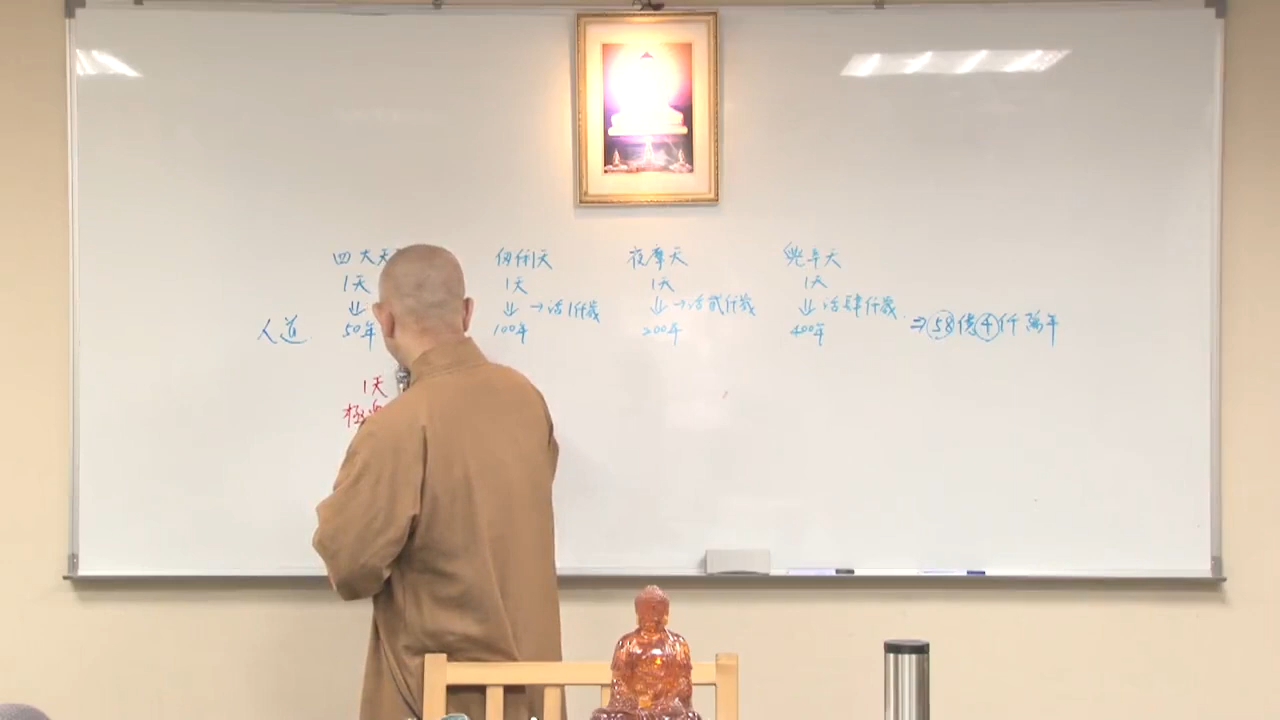 四大天 忉利天 夜摩天 兜率天
1天 1天 1天 1天
⇓ ⇓ →活1仟歲 ⇓ →活貳仟歲 ⇓ 活肆仟歲
人道 50年 100年 200年 400年 ⇒58億4仟萬年
1天
極